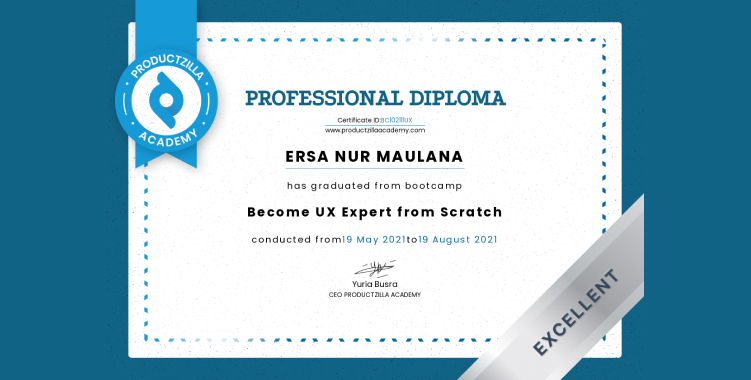 PRODUCTZILLA
ACADEMY
PROFESSIONAL DIPLOMA
Certificate ID:BC102111UX
www.productzillaacademy.com
ERSA NUR MAULANA
has graduated from bootcamp
Become UX Expert from Scratch
conducted from19 May 2021to19 August 2021
Yuria Busra
CEO PRODUCTZILLA ACADEMY
EXCELLENT